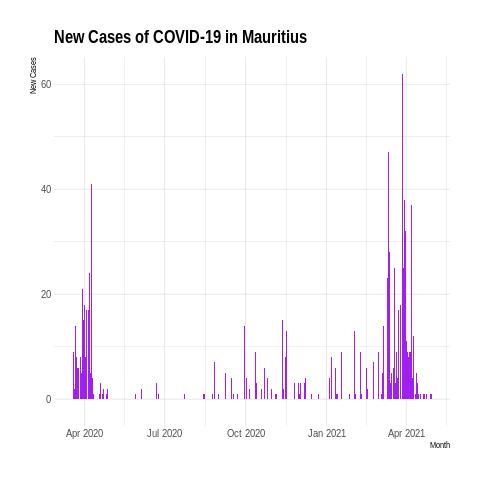 New Cases of COVID-19 in Mauritius
New Cases
60
40
20
0
Apr 2020 Jul 2020 Oct 2020 Jan 2021 Apr 2021
Month